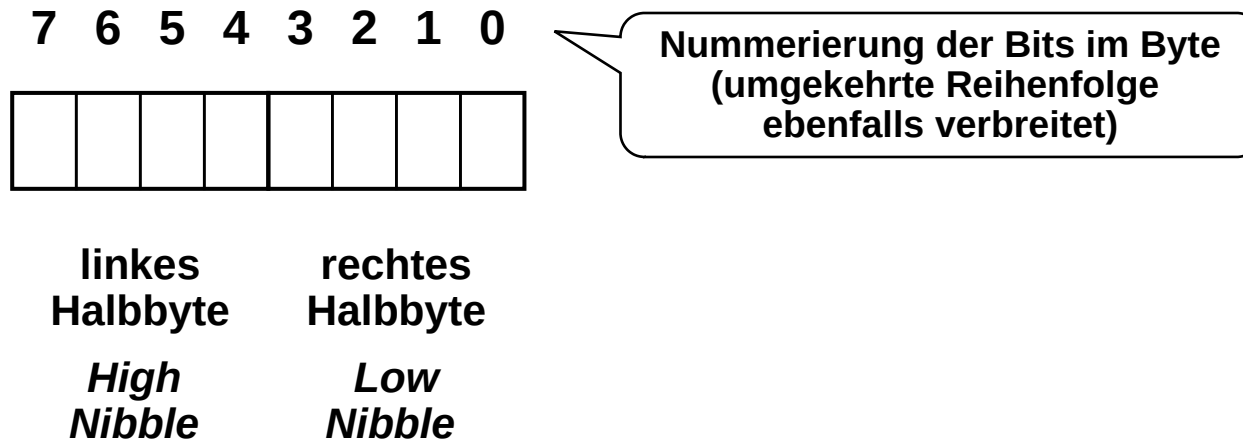 7 6 5 4 3 2 1 0
Nummerierung der Bits im Byte
(umgekehrte Reihenfolge
ebenfalls verbreitet)
linkes
Halbbyte
rechtes
Halbbyte
High
Nibble
Low
Nibble